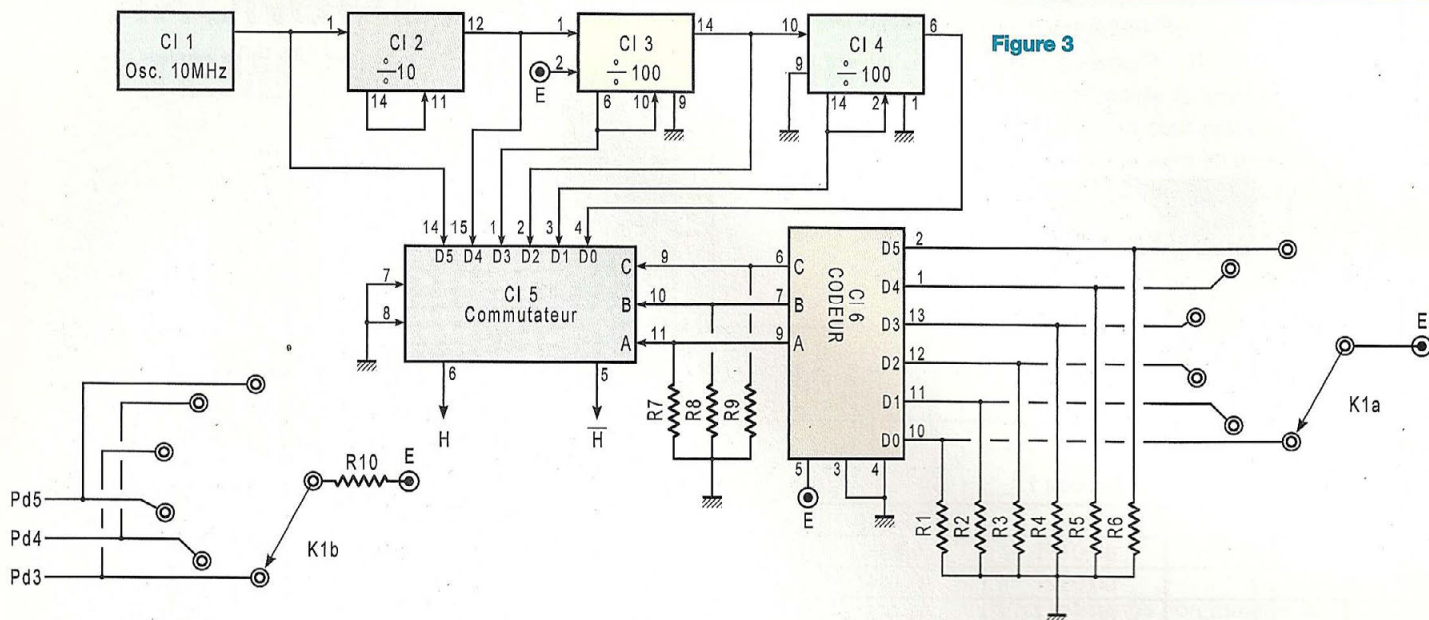 Figure 3
CI 1
Osc. 10MHz
1
CI 2
÷ 10
12
14
11
1
2
E
CI 3
÷ 100
14
6
10
9
10
9
CI 4
÷ 100
6
14
2
1
14
15
1
2
3
4
D5
D4
D3
D2
D1
D0
7
8
CI 5
Commutateur
C
B
A
9
10
11
6
5
H
H̅
R7
R8
R9
6
7
9
C
B
A
CI 6
CODEUR
D5
D4
D3
D2
D1
D0
2
1
13
12
11
10
5
3
4
E
R1
R2
R3
R4
R5
R6
E
K1a
R10
E
K1b
Pd5
Pd4
Pd3